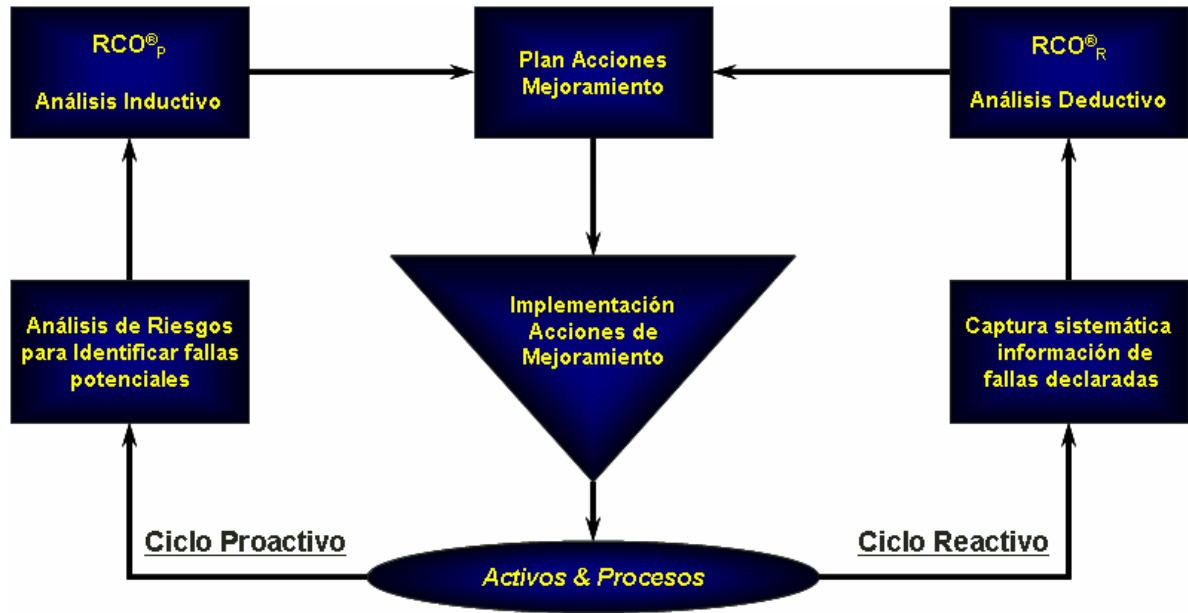 RCO®P
Análisis Inductivo
Plan Acciones
Mejoramiento
RCO®R
Análisis Deductivo
Análisis de Riesgos
para Identificar fallas
potenciales
Implementación
Acciones de
Mejoramiento
Captura sistemática
información de
fallas declaradas
Ciclo Proactivo
Ciclo Reactivo
Activos & Procesos